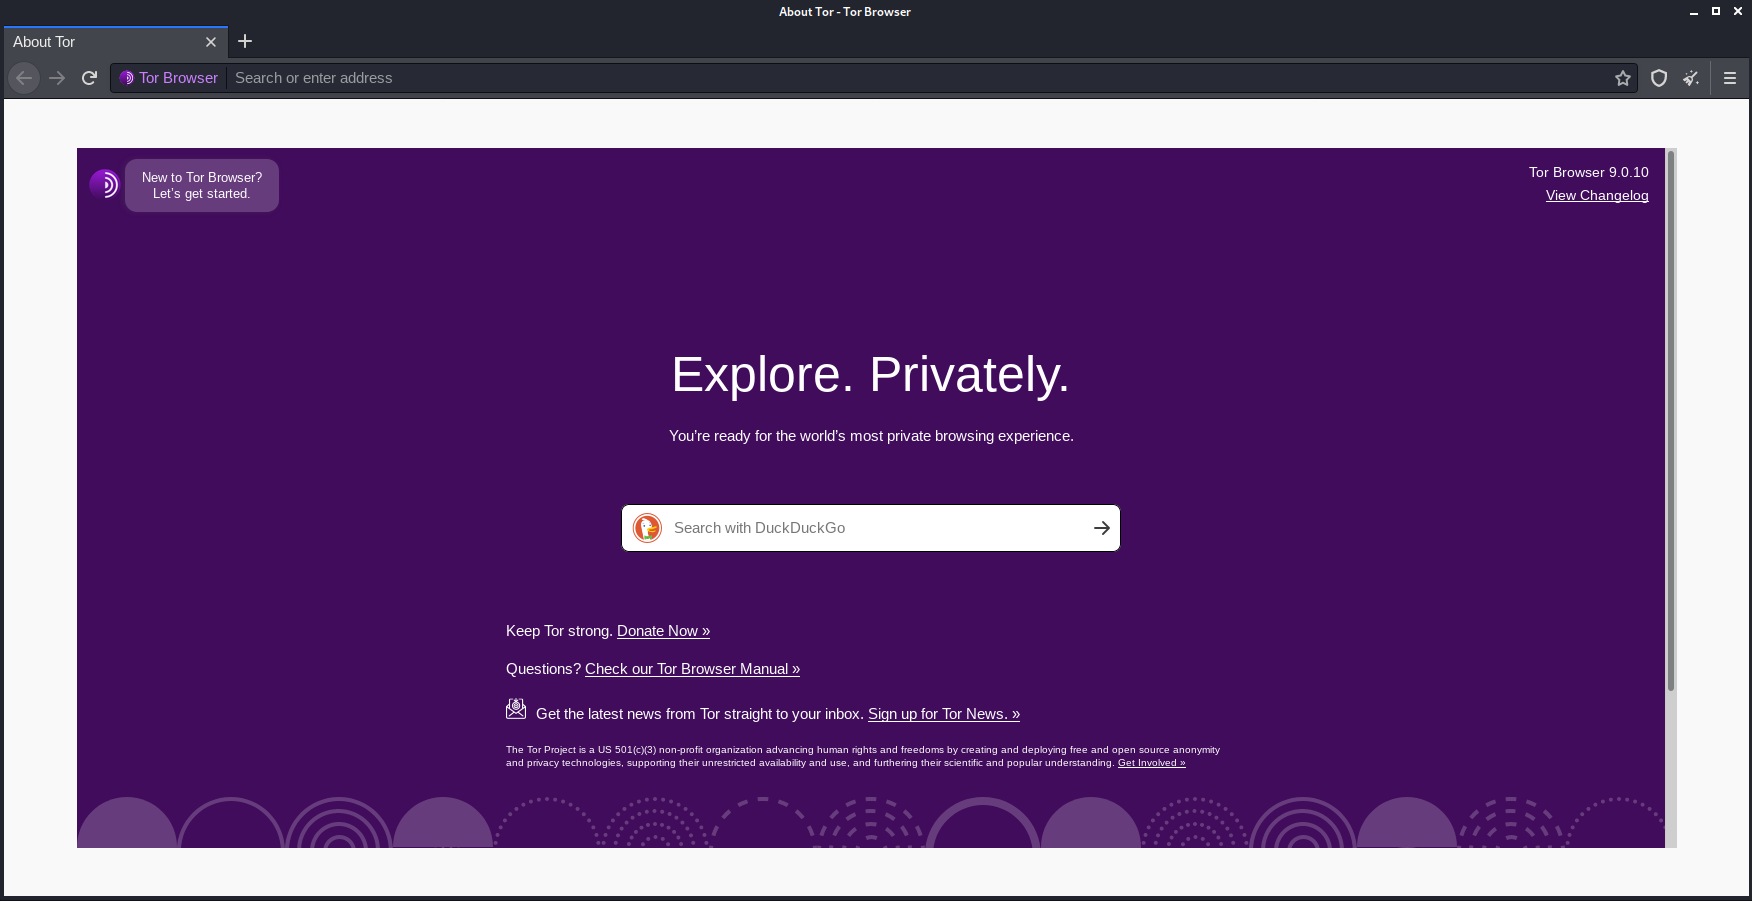 About Tor - Tor Browser
About Tor
Tor Browser
Search or enter address
New to Tor Browser?
Let’s get started.
Tor Browser 9.0.10
View Changelog
Explore. Privately.
You’re ready for the world’s most private browsing experience.
Search with DuckDuckGo
Keep Tor strong. Donate Now »
Questions? Check our Tor Browser Manual »
Get the latest news from Tor straight to your inbox. Sign up for Tor News. »
The Tor Project is a US 501(c)(3) non-profit organization advancing human rights and freedoms by creating and deploying free and open source anonymity
and privacy technologies, supporting their unrestricted availability and use, and furthering their scientific and popular understanding. Get Involved »